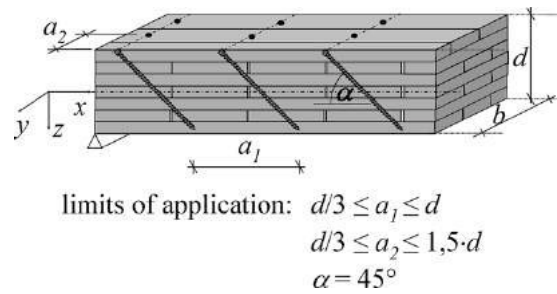 a₂
d
x
α
y
z
b
a₁
limits of application: d/3 ≤ a₁ ≤ d
d/3 ≤ a₂ ≤ 1,5·d
α = 45°